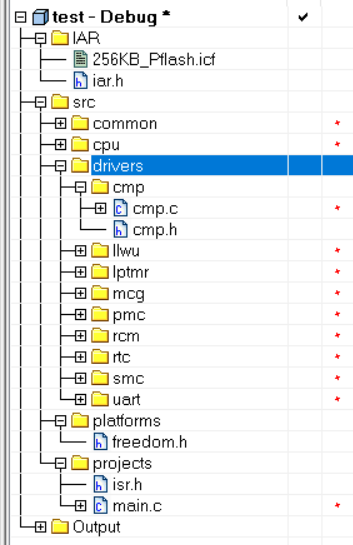 test - Debug *
IAR
256KB_Pflash.icf
iar.h
src
common
cpu
drivers
cmp
cmp.c
cmp.h
llwu
lptmr
mcg
pmc
rcm
rtc
smc
uart
platforms
freedom.h
projects
isr.h
main.c
Output